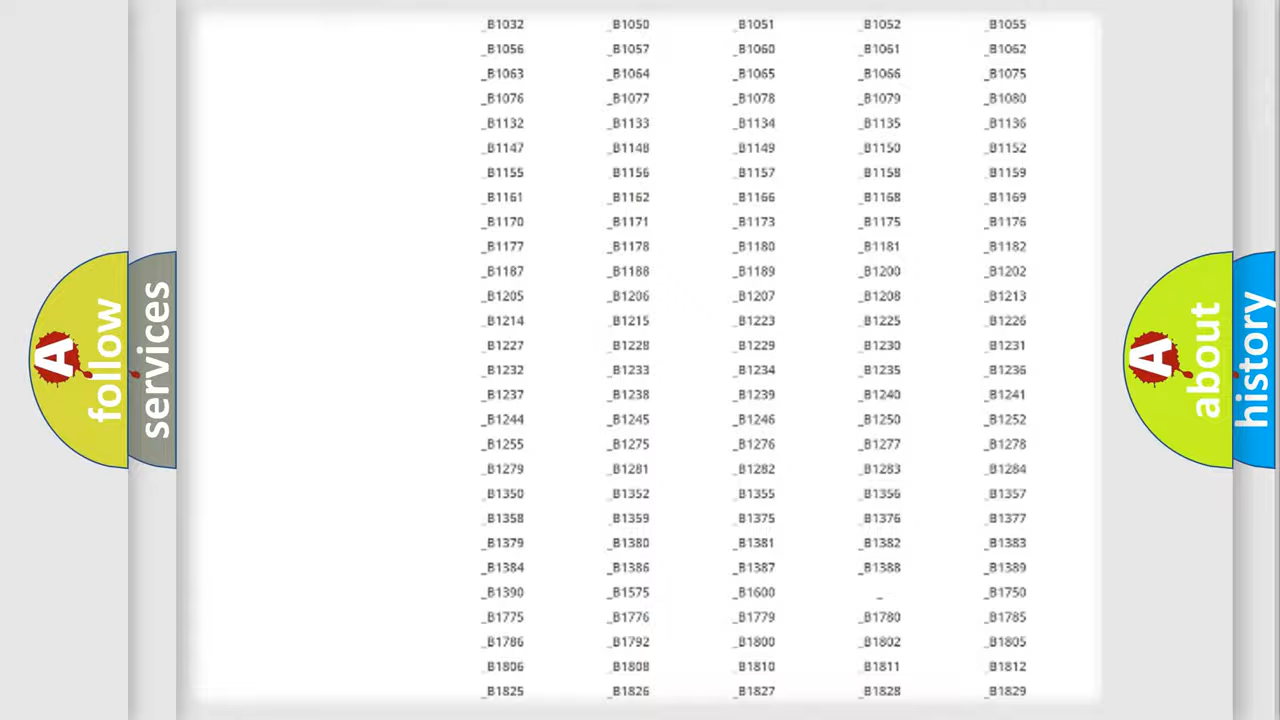 _B1032 _B1050 _B1051 _B1052 _B1055
_B1056 _B1057 _B1060 _B1061 _B1062
_B1063 _B1064 _B1065 _B1066 _B1075
_B1076 _B1077 _B1078 _B1079 _B1080
_B1132 _B1133 _B1134 _B1135 _B1136
_B1147 _B1148 _B1149 _B1150 _B1152
_B1155 _B1156 _B1157 _B1158 _B1159
_B1161 _B1162 _B1166 _B1168 _B1169
_B1170 _B1171 _B1173 _B1175 _B1176
_B1177 _B1178 _B1180 _B1181 _B1182
_B1187 _B1188 _B1189 _B1200 _B1202
_B1205 _B1206 _B1207 _B1208 _B1213
_B1214 _B1215 _B1223 _B1225 _B1226
_B1227 _B1228 _B1229 _B1230 _B1231
_B1232 _B1233 _B1234 _B1235 _B1236
_B1237 _B1238 _B1239 _B1240 _B1241
_B1244 _B1245 _B1246 _B1250 _B1252
_B1255 _B1275 _B1276 _B1277 _B1278
_B1279 _B1281 _B1282 _B1283 _B1284
_B1350 _B1352 _B1355 _B1356 _B1357
_B1358 _B1359 _B1375 _B1376 _B1377
_B1379 _B1380 _B1381 _B1382 _B1383
_B1384 _B1386 _B1387 _B1388 _B1389
_B1390 _B1575 _B1600 _ _B1750
_B1775 _B1776 _B1779 _B1780 _B1785
_B1786 _B1792 _B1800 _B1802 _B1805
_B1806 _B1808 _B1810 _B1811 _B1812
_B1825 _B1826 _B1827 _B1828 _B1829
A
follow
services
A
about
history